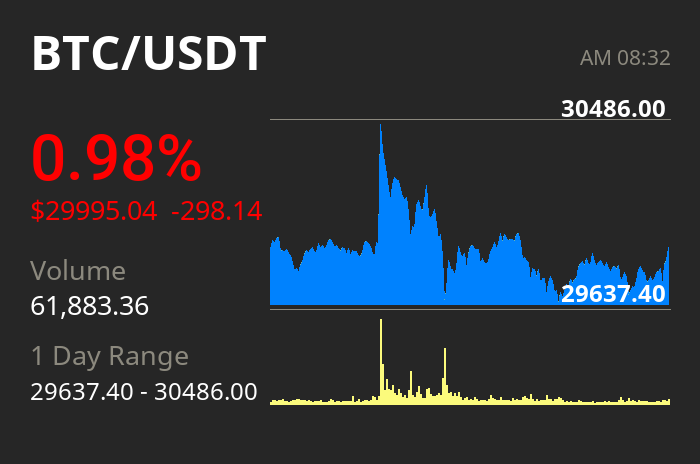 BTC/USDT
AM 08:32
30486.00
0.98%
$29995.04 -298.14
Volume
61,883.36
29637.40
1 Day Range
29637.40 - 30486.00